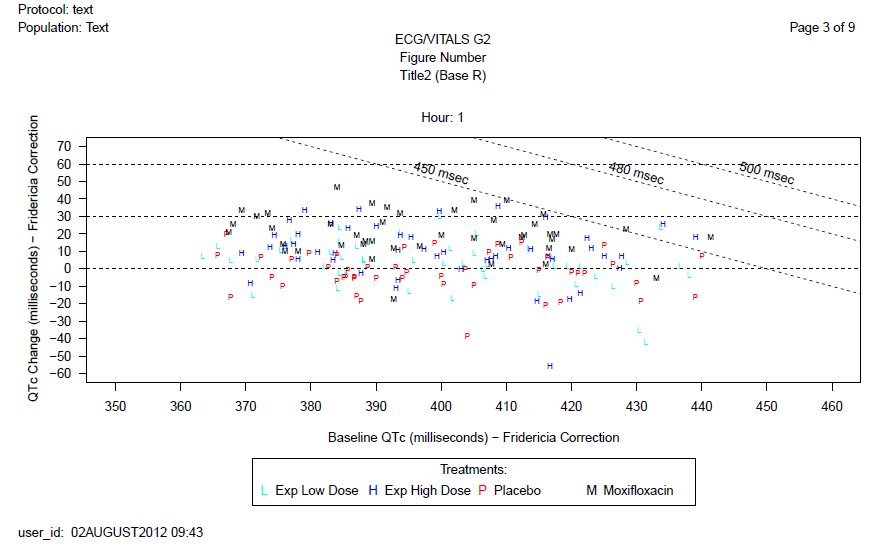 Protocol: text
Population: Text
Page 3 of 9
ECG/VITALS G2
Figure Number
Title2 (Base R)
Hour: 1
QTc Change (milliseconds) − Fridericia Correction
70
60
50
40
30
20
10
0
−10
−20
−30
−40
−50
−60
450 msec
480 msec
500 msec
350 360 370 380 390 400 410 420 430 440 450 460
Baseline QTc (milliseconds) − Fridericia Correction
Treatments:
L Exp Low Dose H Exp High Dose P Placebo M Moxifloxacin
user_id: 02AUGUST2012 09:43